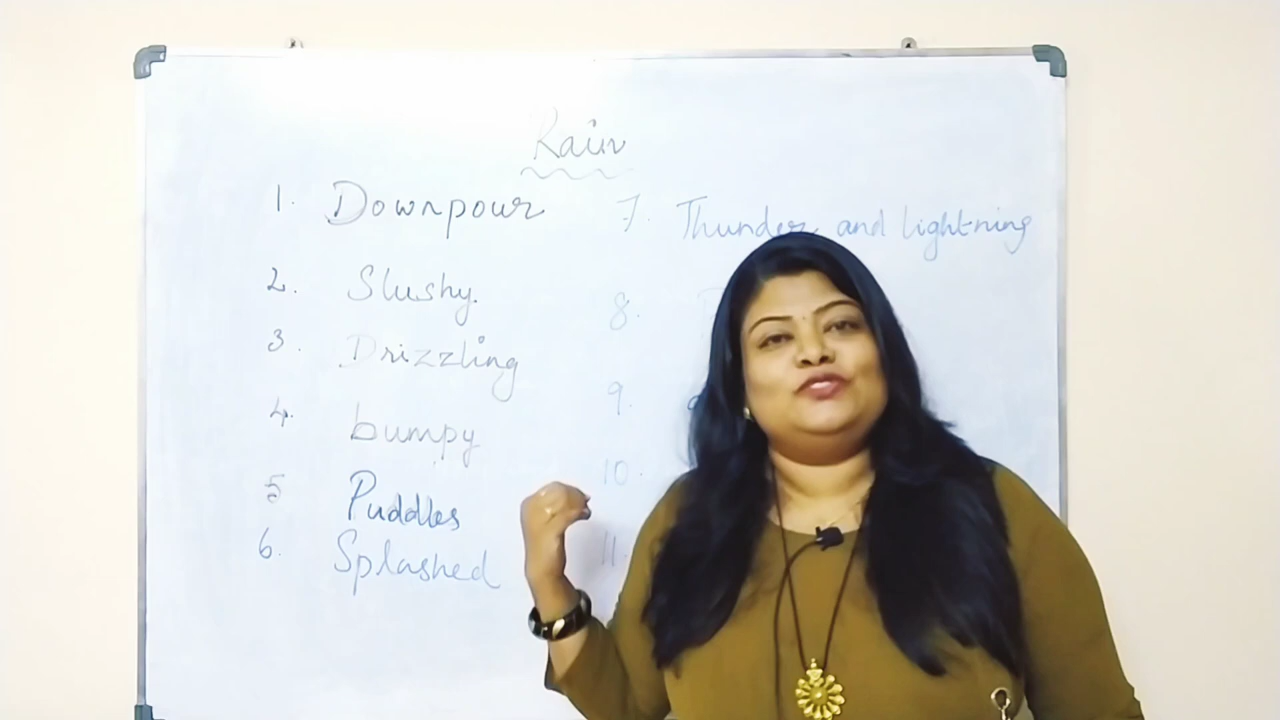 Rain
1. Downpour
2. Slushy.
3. Drizzling
4. bumpy
5 Puddles
6. Splashed
7. Thunder and lightning
8.
9.
10.
11.